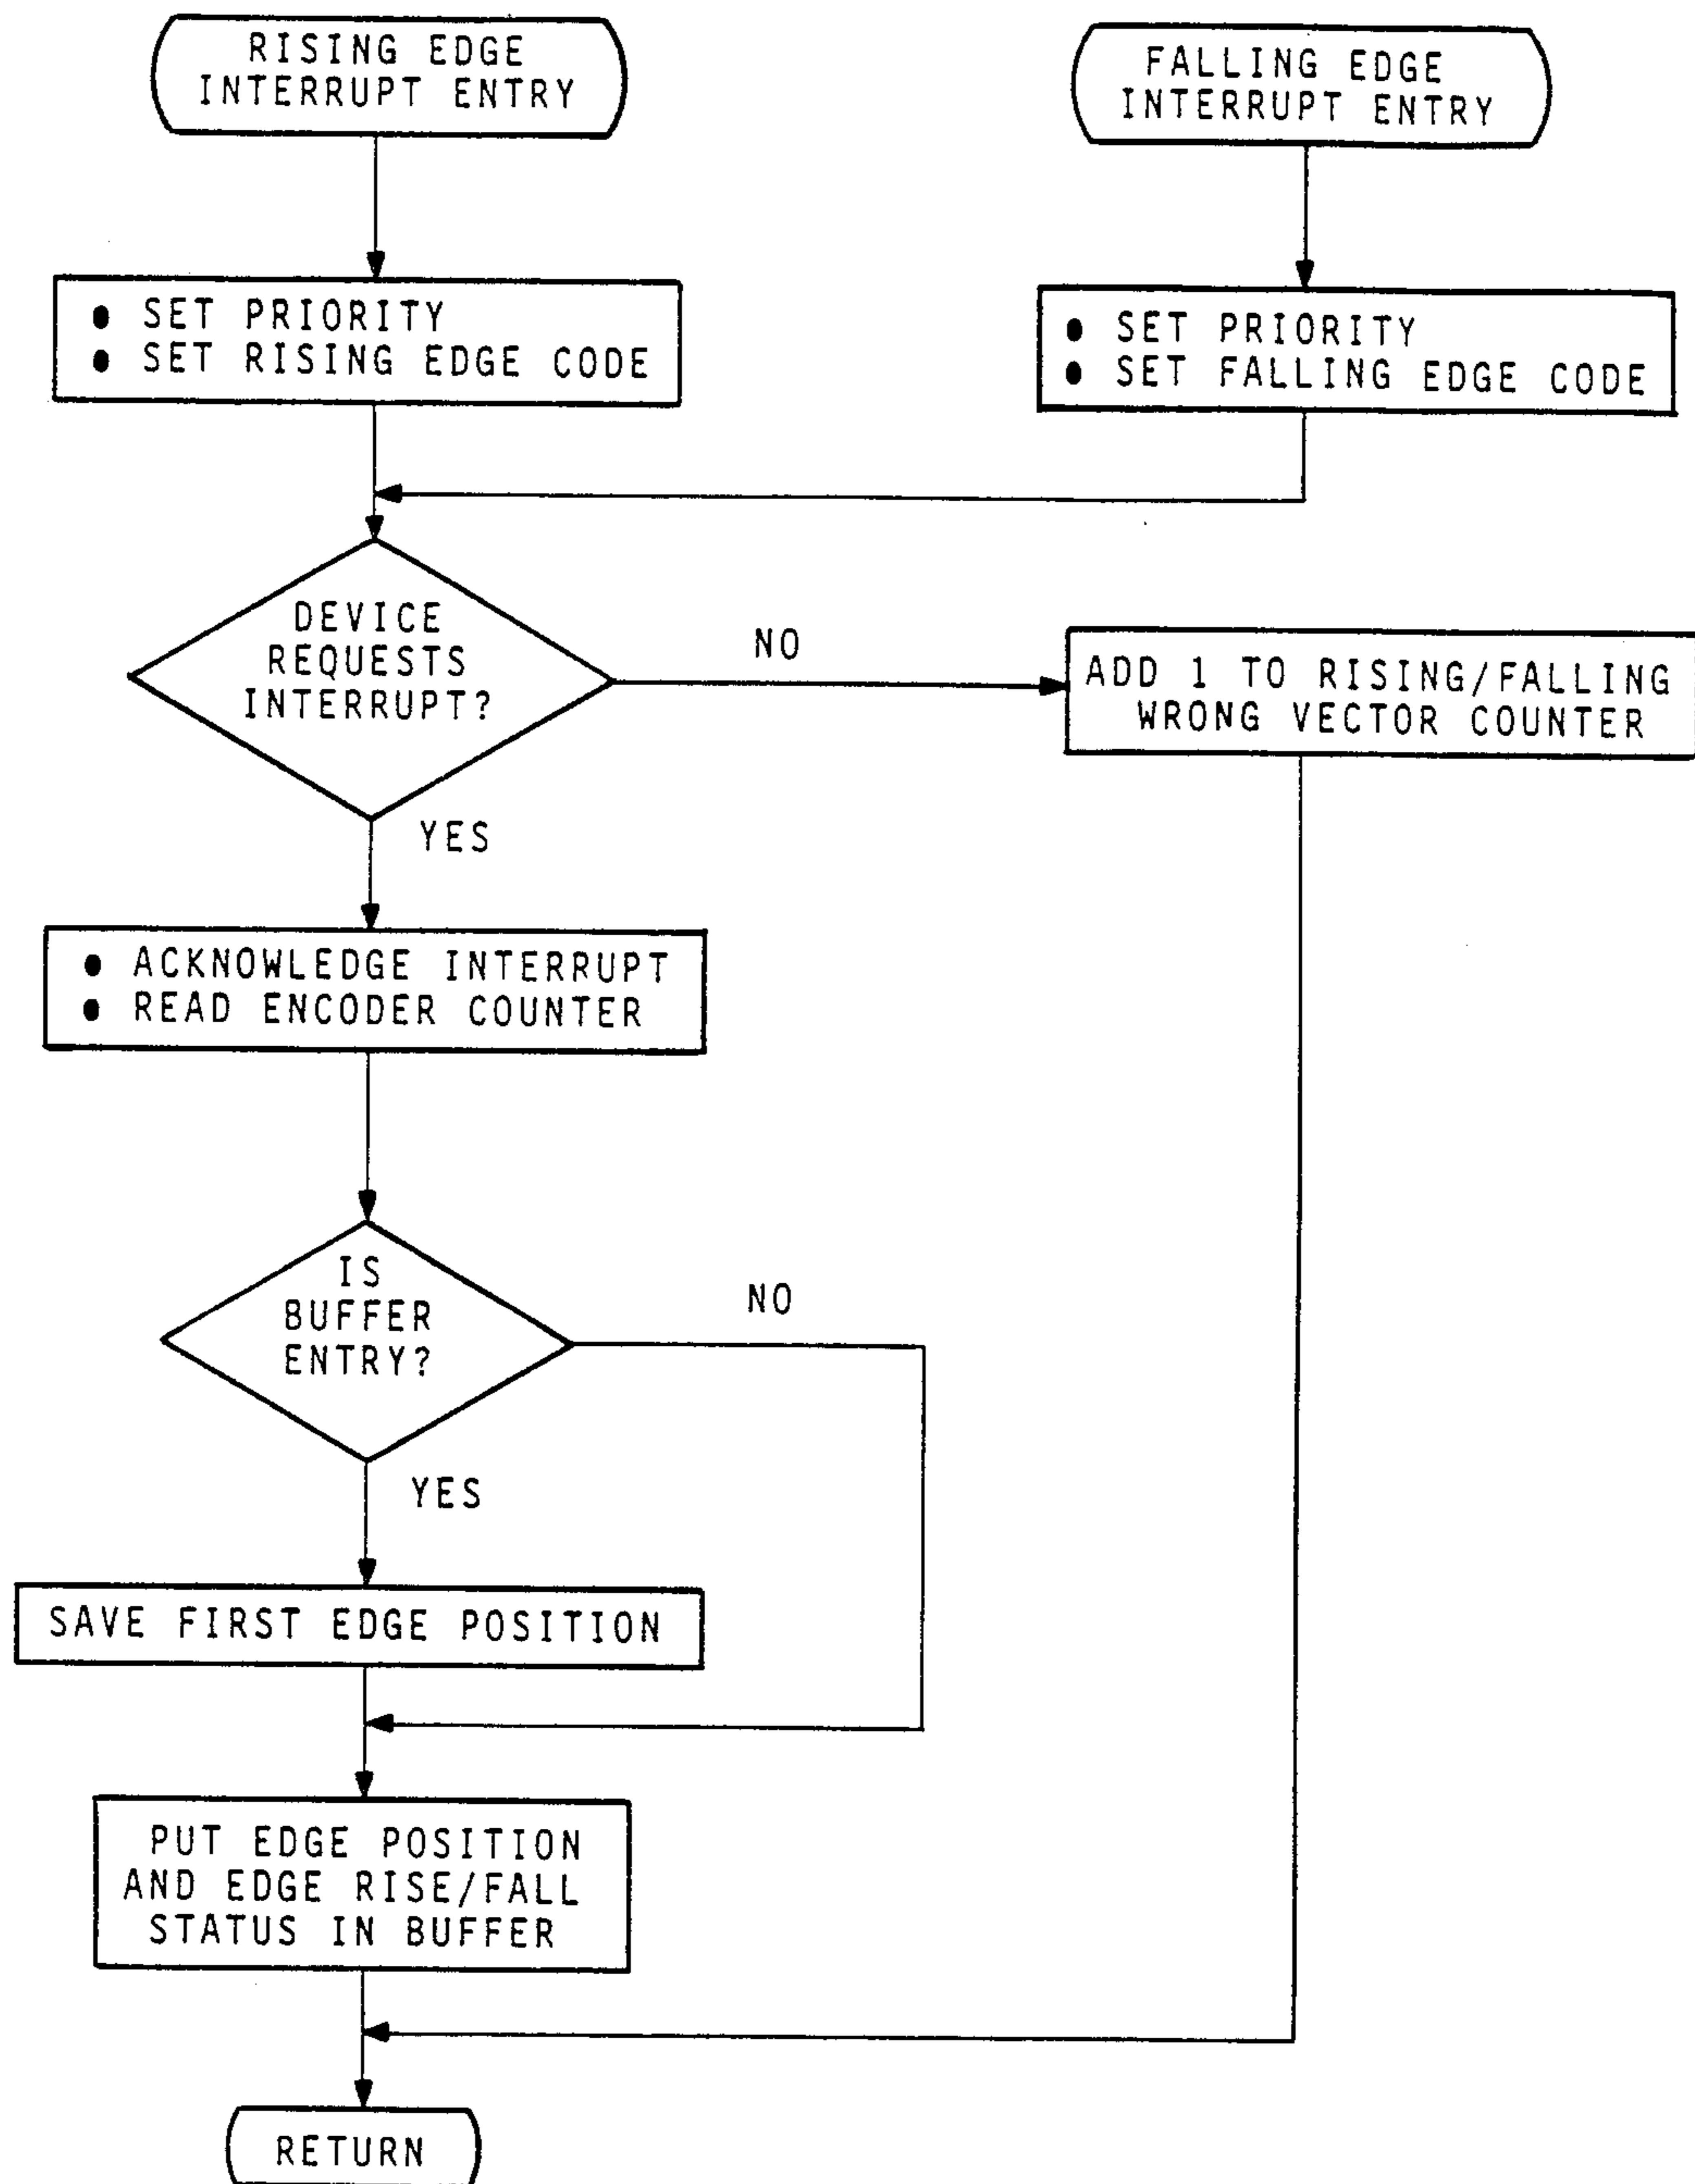 RISING EDGE
INTERRUPT ENTRY
FALLING EDGE
INTERRUPT ENTRY
● SET PRIORITY
● SET RISING EDGE CODE
● SET PRIORITY
● SET FALLING EDGE CODE
DEVICE
REQUESTS
INTERRUPT?
NO
ADD 1 TO RISING/FALLING
WRONG VECTOR COUNTER
YES
● ACKNOWLEDGE INTERRUPT
● READ ENCODER COUNTER
IS
BUFFER
ENTRY?
NO
YES
SAVE FIRST EDGE POSITION
PUT EDGE POSITION
AND EDGE RISE/FALL
STATUS IN BUFFER
RETURN